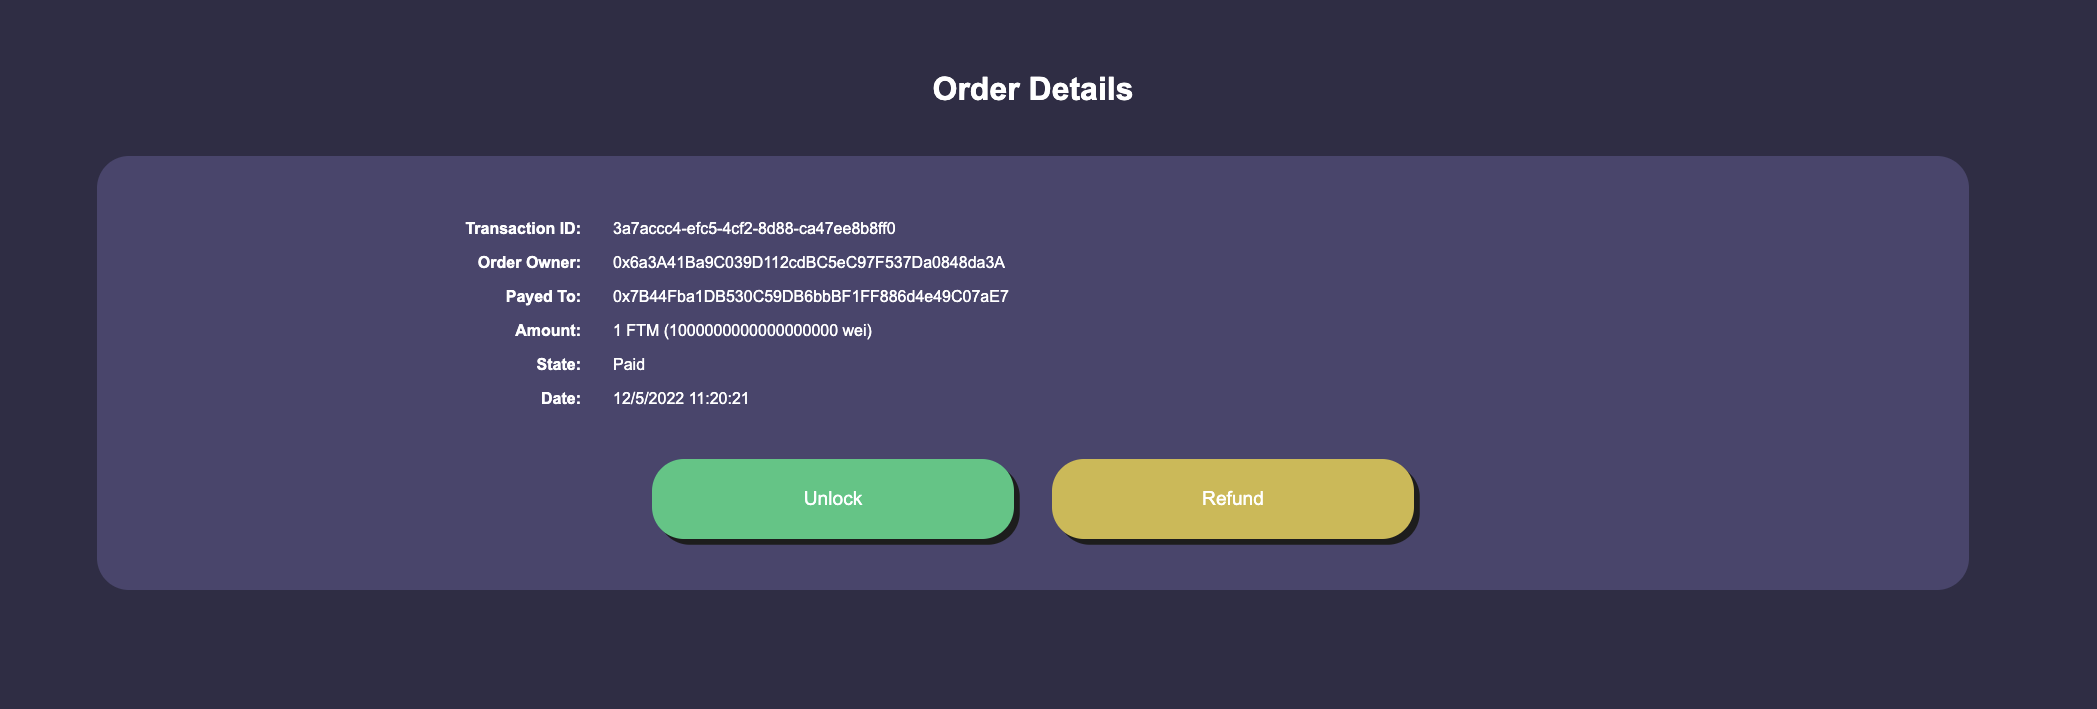 Order Details
Transaction ID: 3a7accc4-efc5-4cf2-8d88-ca47ee8b8ff0
Order Owner: 0x6a3A41Ba9C039D112cdBC5eC97F537Da0848da3A
Payed To: 0x7B44Fba1DB530C59DB6bbBF1FF886d4e49C07aE7
Amount: 1 FTM (1000000000000000000 wei)
State: Paid
Date: 12/5/2022 11:20:21
Unlock
Refund